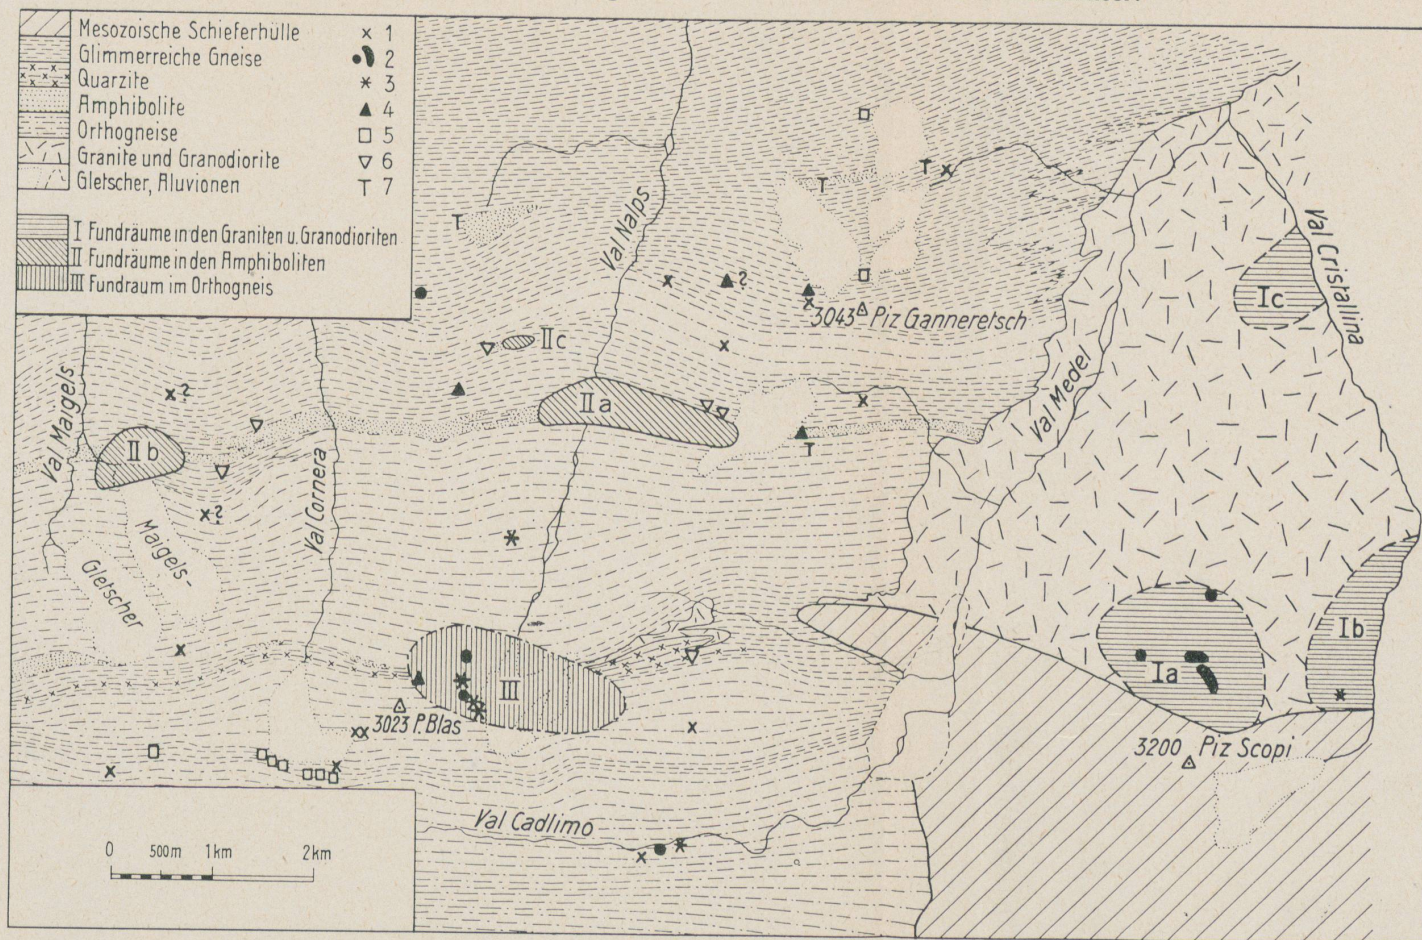 Mesozoische Schieferhülle x 1
Glimmerreiche Gneise 2
Quarzite 3
Amphibolite ▲ 4
Orthogneise □ 5
Granite und Granodiorite ▽ 6
Gletscher, Aluvionen T 7
I Fundräume in den Graniten u. Granodioriten
II Fundräume in den Amphiboliten
III Fundraum im Orthogneis
Val Nalps
Val Cristallina
Ic
?
3043 Piz Ganneretsch
IIc
Val Medel
Val Maigels
?
IIa
IIb
Val Cornera
?
Maigels-
Gletscher
Ib
Ia
III
3023 P. Blas
3200 Piz Scopi
Val Cadlimo
0 500m 1km 2km